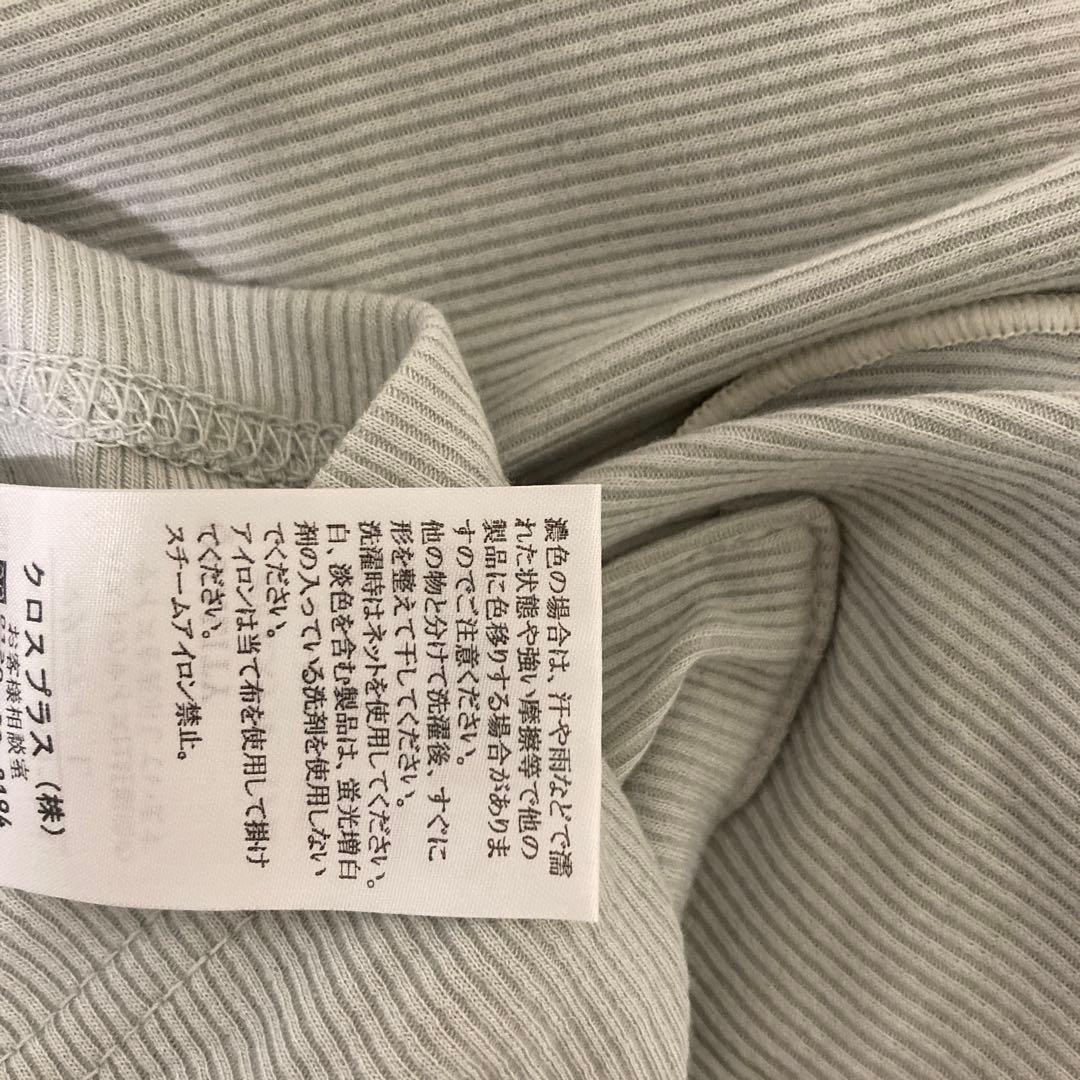 濃色の場合は、汗や雨などで濡
れた状態や強い摩擦等で他の
製品に色移りする場合がありま
すのでご注意ください。
他の物と分けて洗濯後、すぐに
形を整えて干してください。
洗濯時はネットを使用してください。
白、淡色を含む製品は、蛍光増白
剤の入っている洗剤を使用しない
でください。
アイロンは当て布を使用して掛け
てください。
スチームアイロン禁止。
クロスプラス(株)
お客様相談室